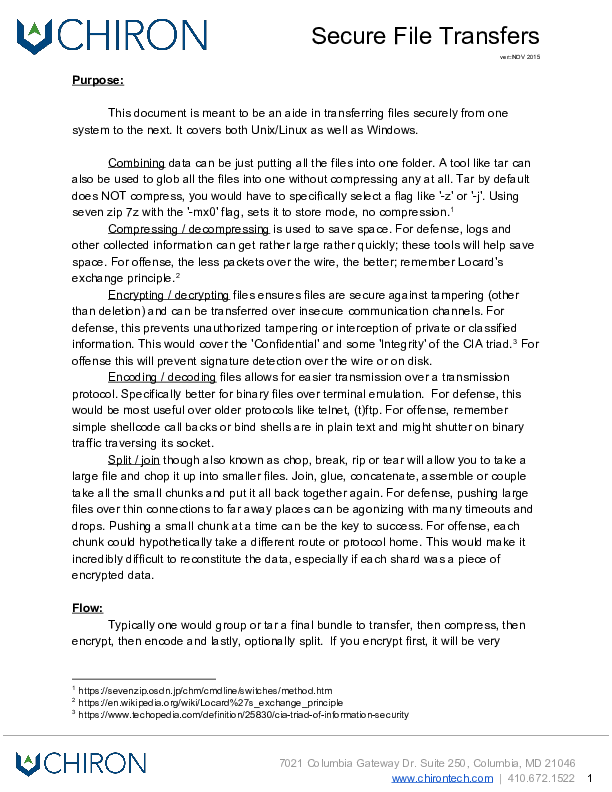 CHIRON
Secure File Transfers
ver:NOV 2015
Purpose:
This document is meant to be an aide in transferring files securely from one
system to the next. It covers both Unix/Linux as well as Windows.
Combining data can be just putting all the files into one folder. A tool like tar can
also be used to glob all the files into one without compressing any at all. Tar by default
does NOT compress, you would have to specifically select a flag like '-z' or '-j'. Using
seven zip 7z with the '-mx0' flag, sets it to store mode, no compression.1
Compressing / decompressing is used to save space. For defense, logs and
other collected information can get rather large rather quickly; these tools will help save
space. For offense, the less packets over the wire, the better; remember Locard's
exchange principle.2
Encrypting / decrypting files ensures files are secure against tampering (other
than deletion) and can be transferred over insecure communication channels. For
defense, this prevents unauthorized tampering or interception of private or classified
information. This would cover the 'Confidential' and some 'Integrity' of the CIA triad.3 For
offense this will prevent signature detection over the wire or on disk.
Encoding / decoding files allows for easier transmission over a transmission
protocol. Specifically better for binary files over terminal emulation.  For defense, this
would be most useful over older protocols like telnet, (t)ftp. For offense, remember
simple shellcode call backs or bind shells are in plain text and might shutter on binary
traffic traversing its socket.
Split / join though also known as chop, break, rip or tear will allow you to take a
large file and chop it up into smaller files. Join, glue, concatenate, assemble or couple
take all the small chunks and put it all back together again. For defense, pushing large
files over thin connections to far away places can be agonizing with many timeouts and
drops. Pushing a small chunk at a time can be the key to success. For offense, each
chunk could hypothetically take a different route or protocol home. This would make it
incredibly difficult to reconstitute the data, especially if each shard was a piece of
encrypted data.
Flow:
Typically one would group or tar a final bundle to transfer, then compress, then
encrypt, then encode and lastly, optionally split.  If you encrypt first, it will be very
1 https://sevenzip.osdn.jp/chm/cmdline/switches/method.htm
2 https://en.wikipedia.org/wiki/Locard%27s_exchange_principle
3 https://www.techopedia.com/definition/25830/cia-triad-of-information-security
CHIRON
7021 Columbia Gateway Dr. Suite 250, Columbia, MD 21046
www.chirontech.com | 410.672.1522 1